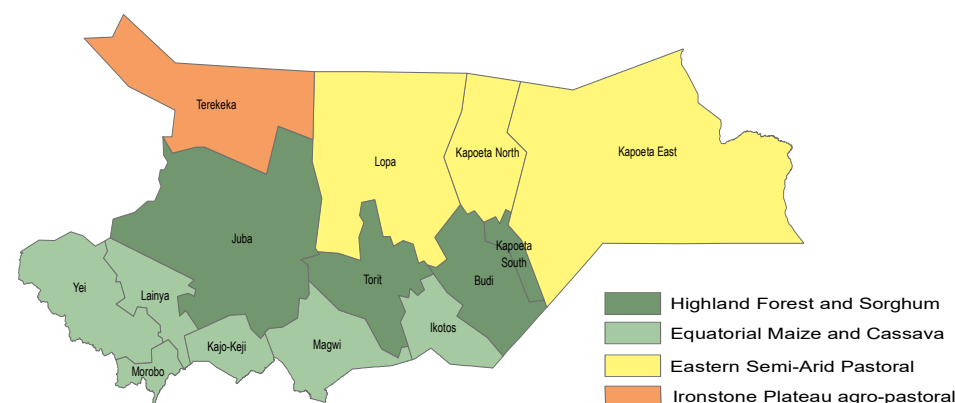 Terekeka
Lopa
Kapoeta North
Kapoeta East
Juba
Kapoeta
South
Torit
Budi
Yei
Lainya
Ikotos
Kajo-Keji
Magwi
Morobo
Highland Forest and Sorghum
Equatorial Maize and Cassava
Eastern Semi-Arid Pastoral
Ironstone Plateau agro-pastoral